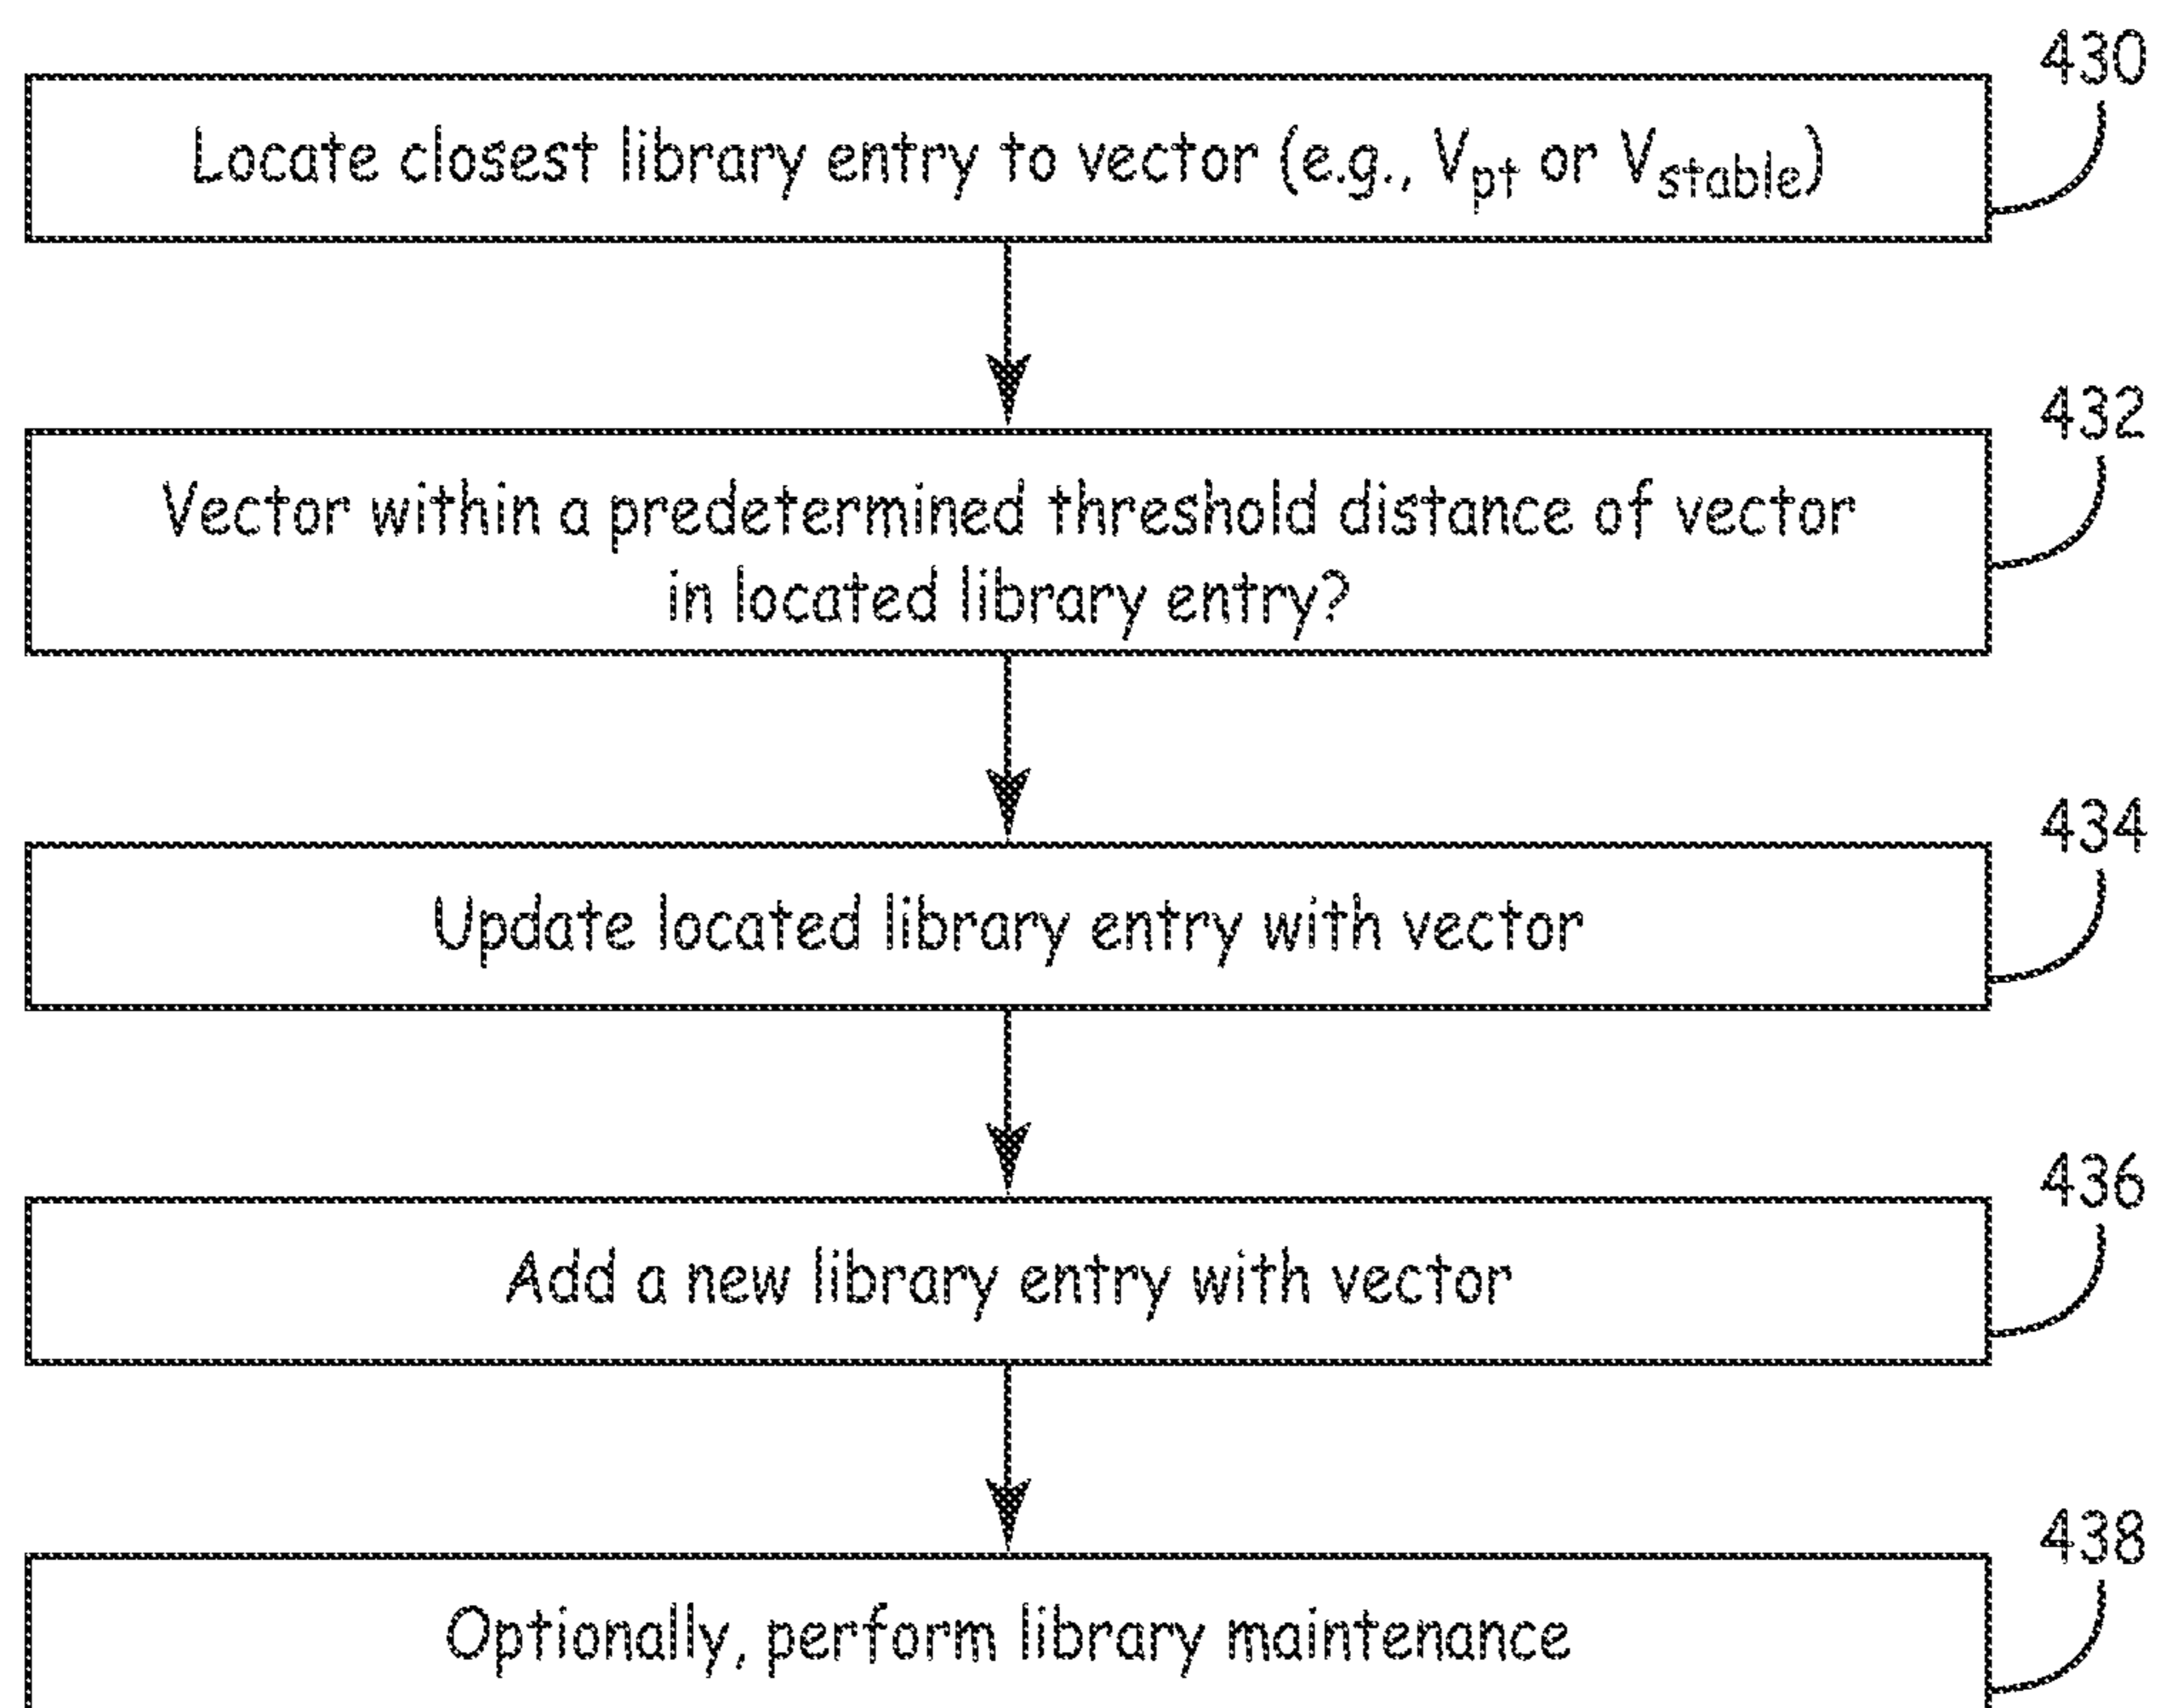 430
Locate closest library entry to vector (e.g., Vpt or Vstable)
432
Vector within a predetermined threshold distance of vector
in located library entry?
434
Update located library entry with vector
436
Add a new library entry with vector
438
Optionally, perform library maintenance